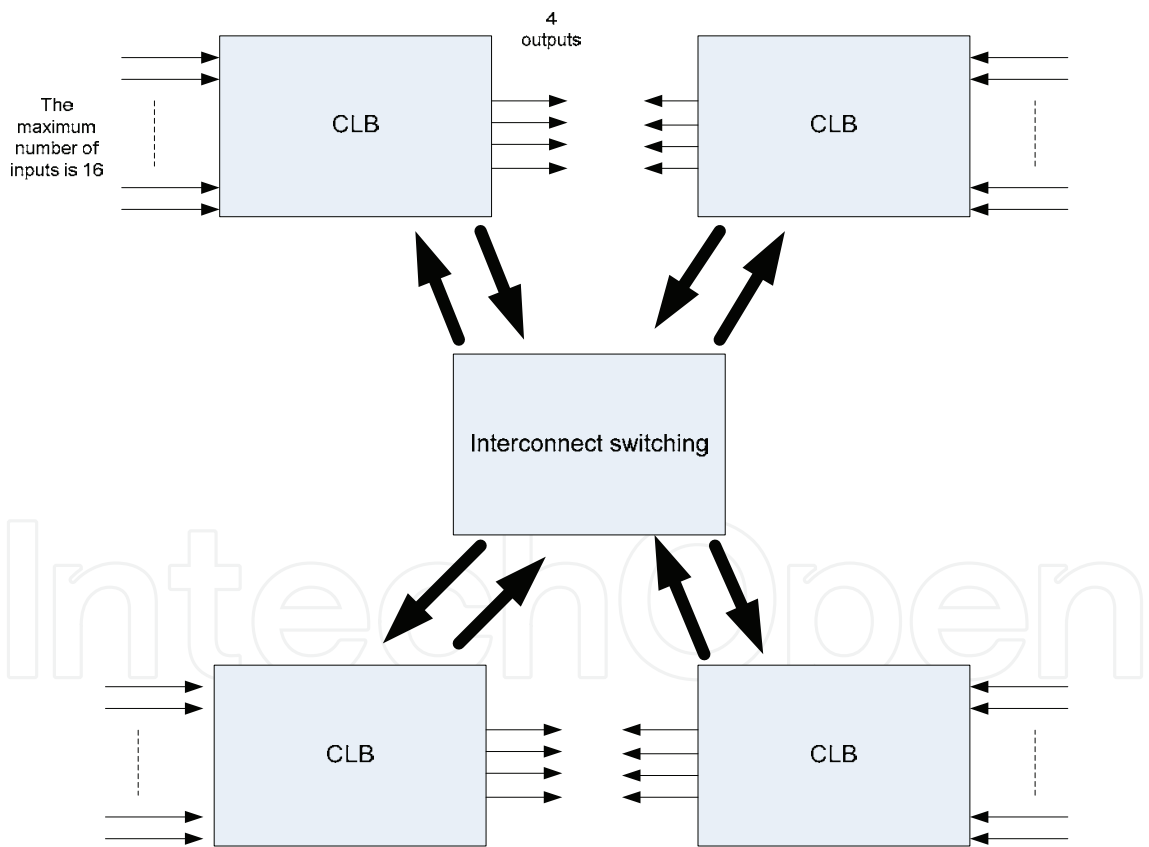 4
outputs
The
maximum
number of
inputs is 16
CLB
CLB
Interconnect switching
IntechOpen
CLB
CLB